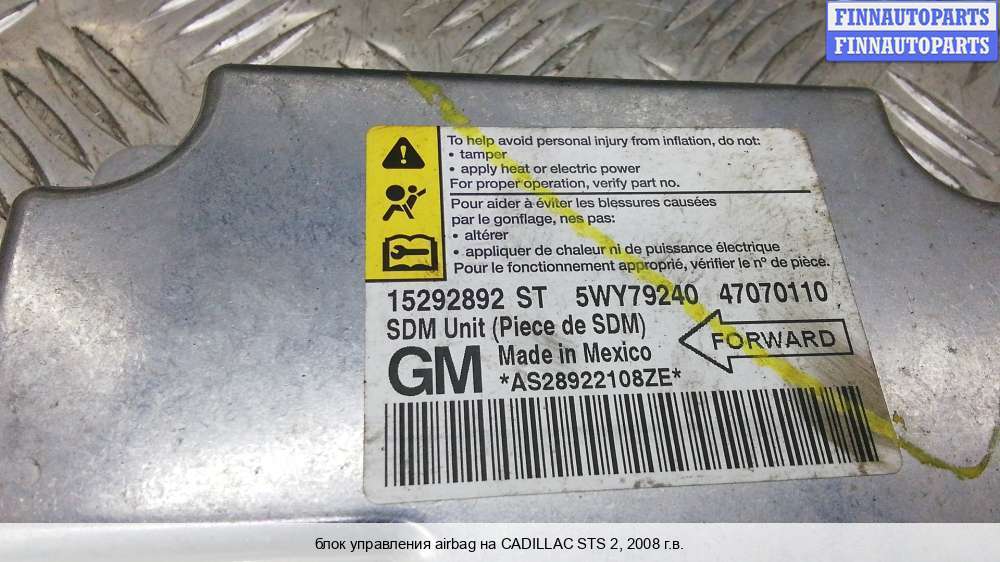 FINNAUTOPARTS
FINNAUTOPARTS
To help avoid personal injury from inflation, do not:
• tamper
• apply heat or electric power
For proper operation, verify part no.
Pour aider à éviter les blessures causées
par le gonflage, nes pas:
• altérer
• appliquer de chaleur ni de puissance électrique
Pour le fonctionnement approprié, vérifier le nº de pièce.
15292892 ST 5WY79240 47070110
SDM Unit (Piece de SDM)
FORWARD
GM Made in Mexico
*AS28922108ZE*
блок управления airbag на CADILLAC STS 2, 2008 г.в.